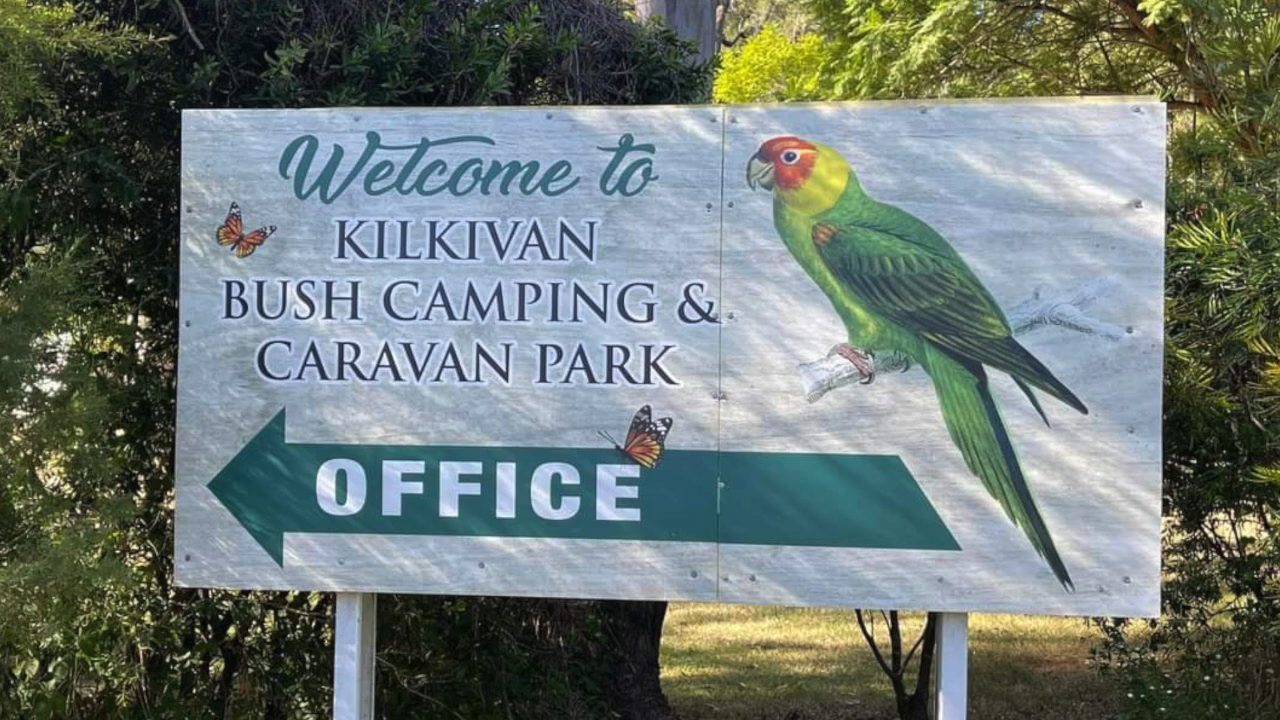 Welcome to
KILKIVAN
BUSH CAMPING &
CARAVAN PARK
OFFICE